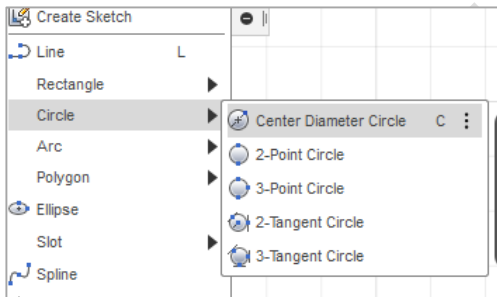 Create Sketch
Line L
Rectangle
Circle
Center Diameter Circle C
2-Point Circle
3-Point Circle
2-Tangent Circle
3-Tangent Circle
Arc
Polygon
Ellipse
Slot
Spline